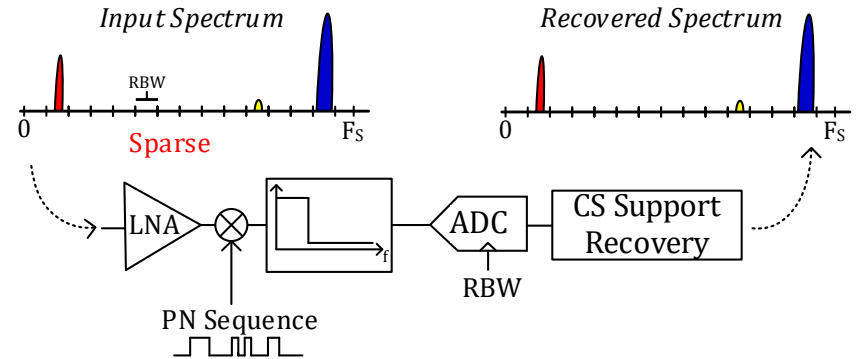 Input Spectrum
Recovered Spectrum
RBW
0
Sparse
FS
0
FS
LNA
f
ADC
CS Support
Recovery
RBW
PN Sequence